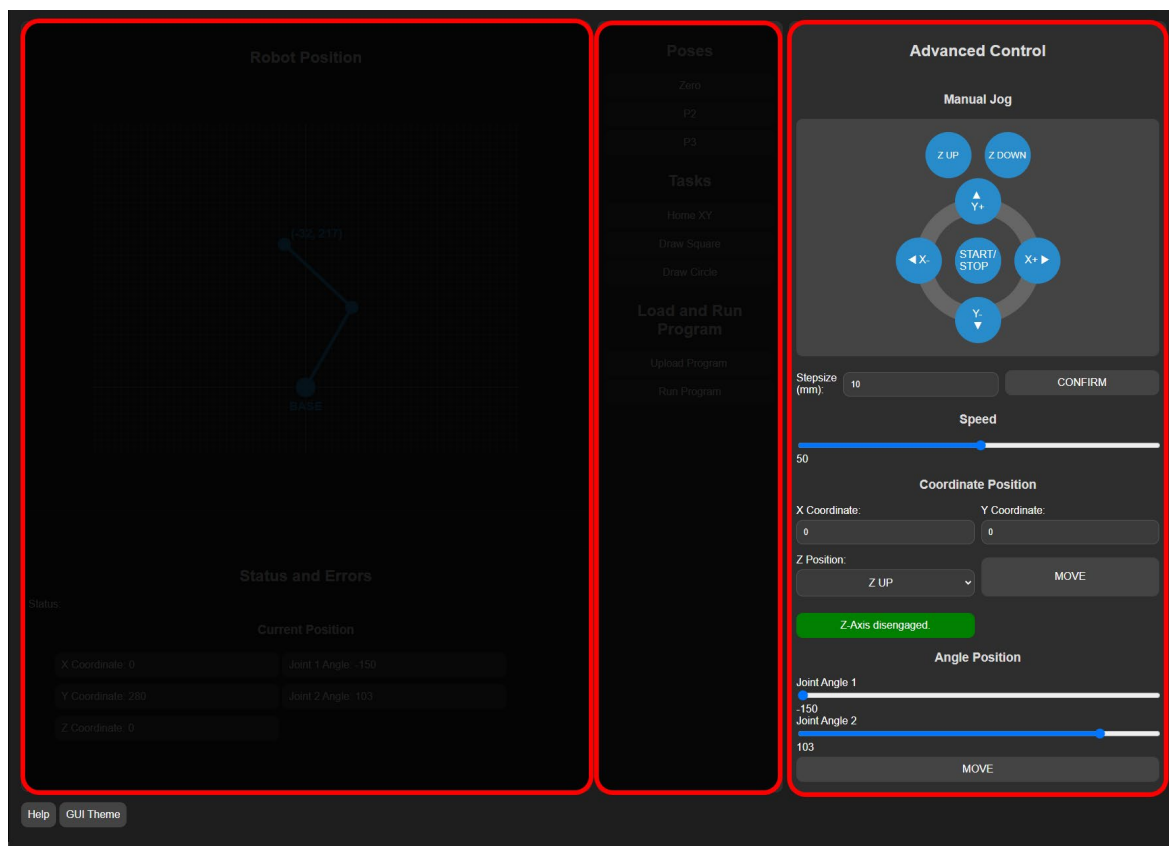 Robot Position
[-32, 217]
BASE
Status and Errors
Status:
Current Position
X Coordinate: 0
Joint 1 Angle: -150
Y Coordinate: 280
Joint 2 Angle: 103
Z Coordinate: 0
Poses
Zero
P2
P3
Tasks
Home XY
Draw Square
Draw Circle
Load and Run
Program
Upload Program
Run Program
Advanced Control
Manual Jog
Z UP
Z DOWN
▲
Y+
◀X-
START/
STOP
X+▶
Y-
▼
Stepsize
(mm):
10
CONFIRM
Speed
50
Coordinate Position
X Coordinate:
Y Coordinate:
0
0
Z Position:
Z UP
MOVE
Z-Axis disengaged.
Angle Position
Joint Angle 1
-150
Joint Angle 2
103
MOVE
Help
GUI Theme